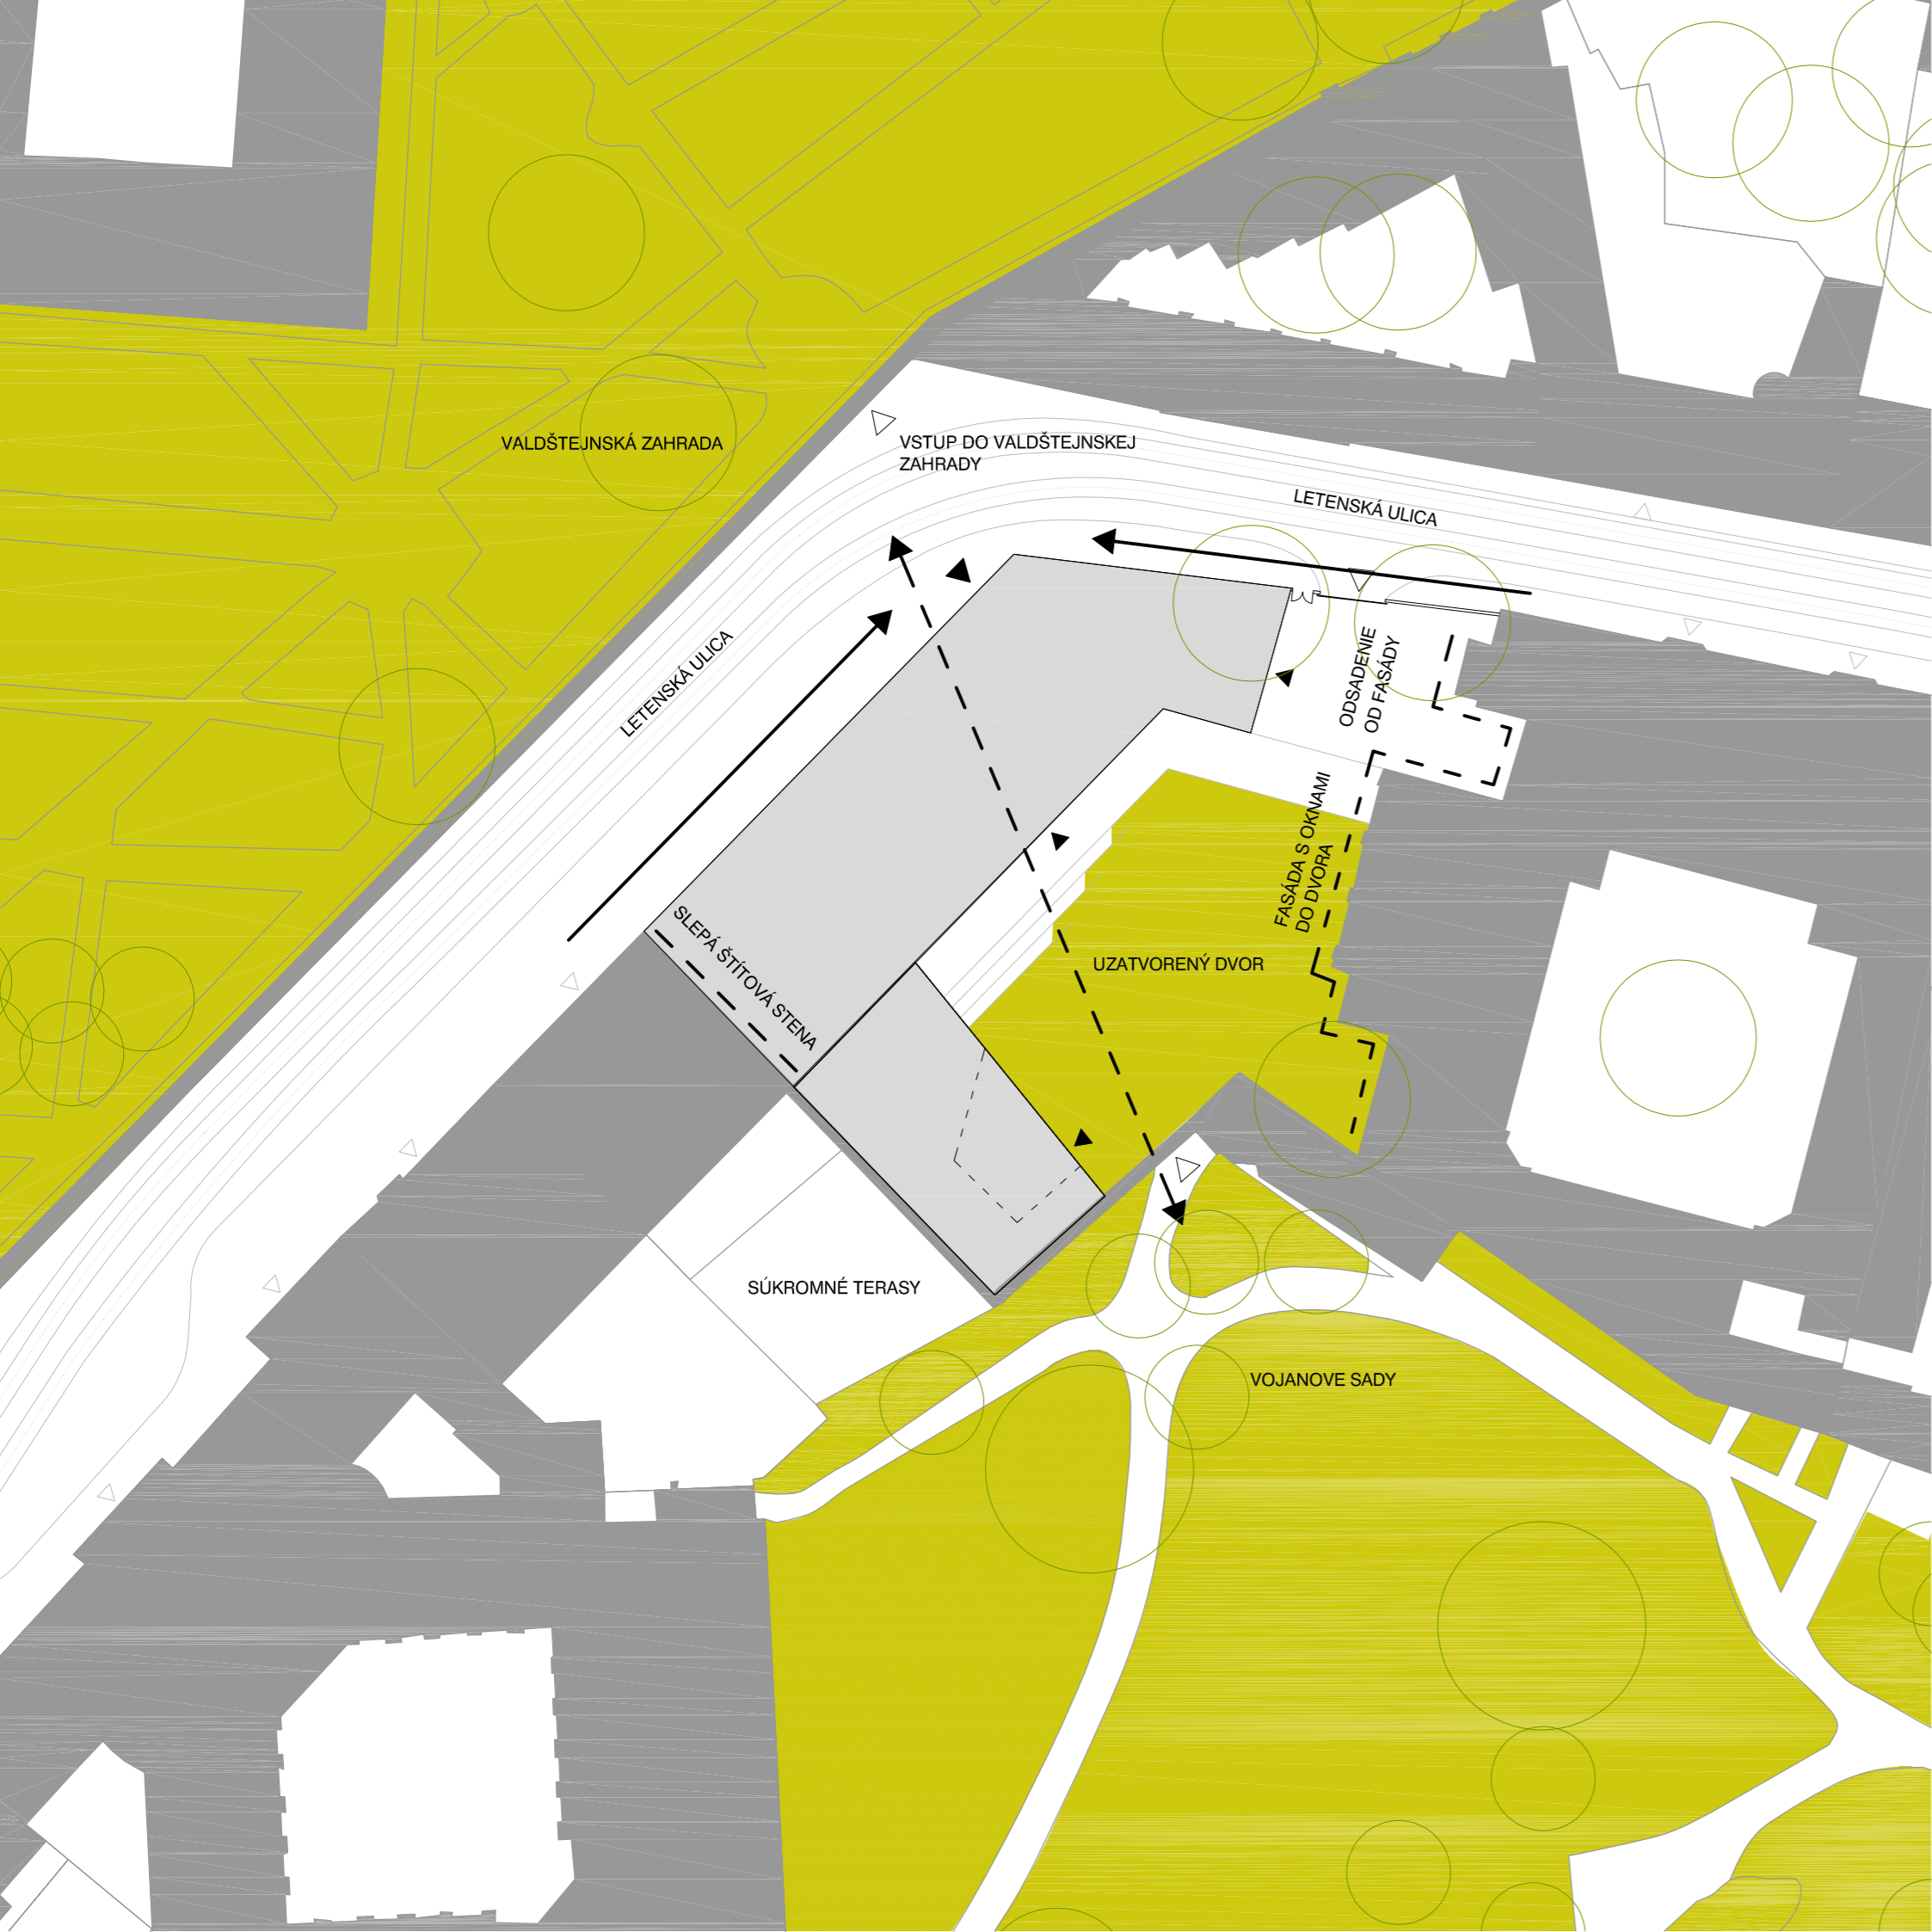 VALDŠTEJNSKÁ ZAHRADA
VSTUP DO VALDŠTEJNSKEJ
ZAHRADY
LETENSKÁ ULICA
LETENSKÁ ULICA
ODSADENIE
OD FASÁDY
FASÁDA S OKNAMI
DO DVORA
SLEPÁ ŠTÍTOVÁ STENA
UZATVORENÝ DVOR
SÚKROMNÉ TERASY
VOJANOVE SADY